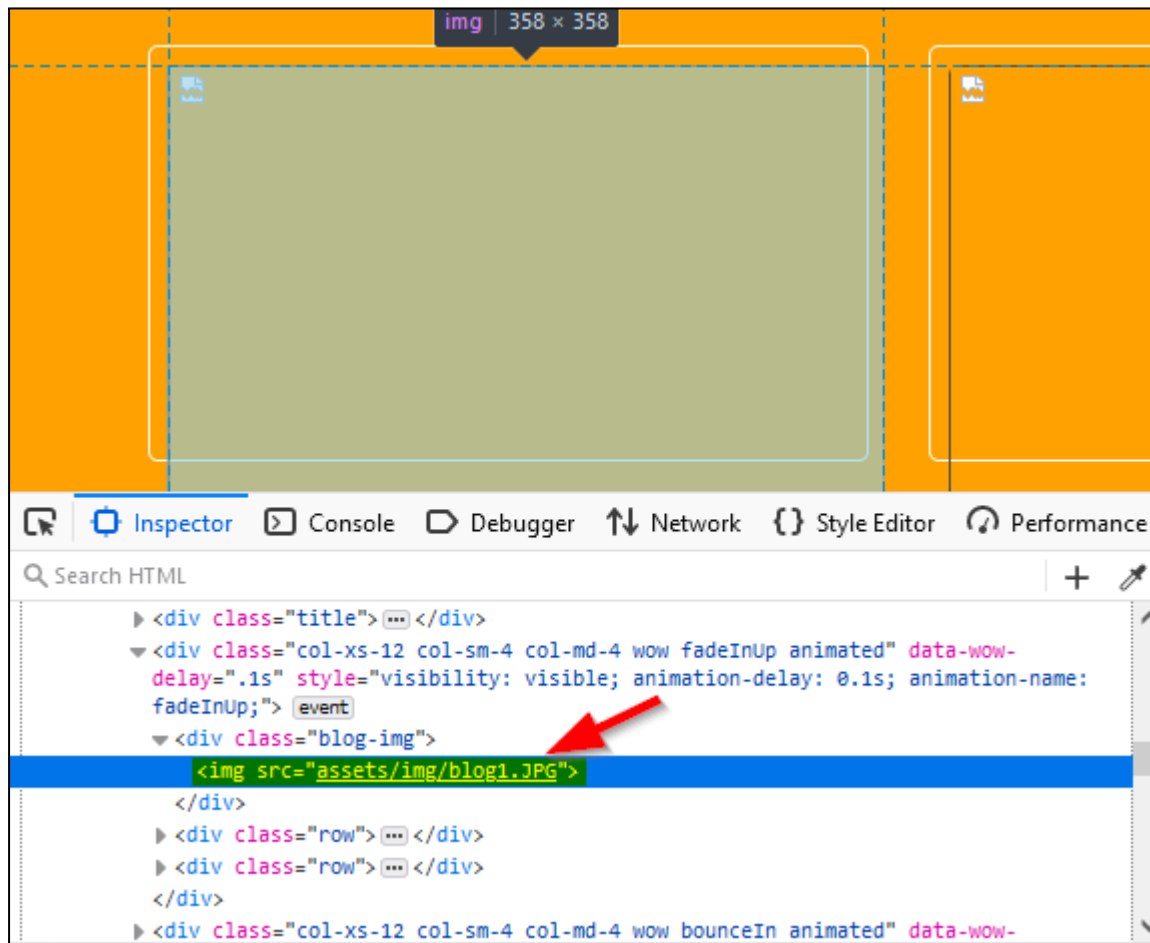 img | 358 × 358
Inspector Console Debugger Network {} Style Editor Performance
Search HTML
<div class="title"> ••• </div>
<div class="col-xs-12 col-sm-4 col-md-4 wow fadeInUp animated" data-wow-
delay=".1s" style="visibility: visible; animation-delay: 0.1s; animation-name:
fadeInUp;"> event
<div class="blog-img">
<img src="assets/img/blog1.JPG">
</div>
<div class="row"> ••• </div>
<div class="row"> ••• </div>
</div>
<div class="col-xs-12 col-sm-4 col-md-4 wow bounceIn animated" data-wow-